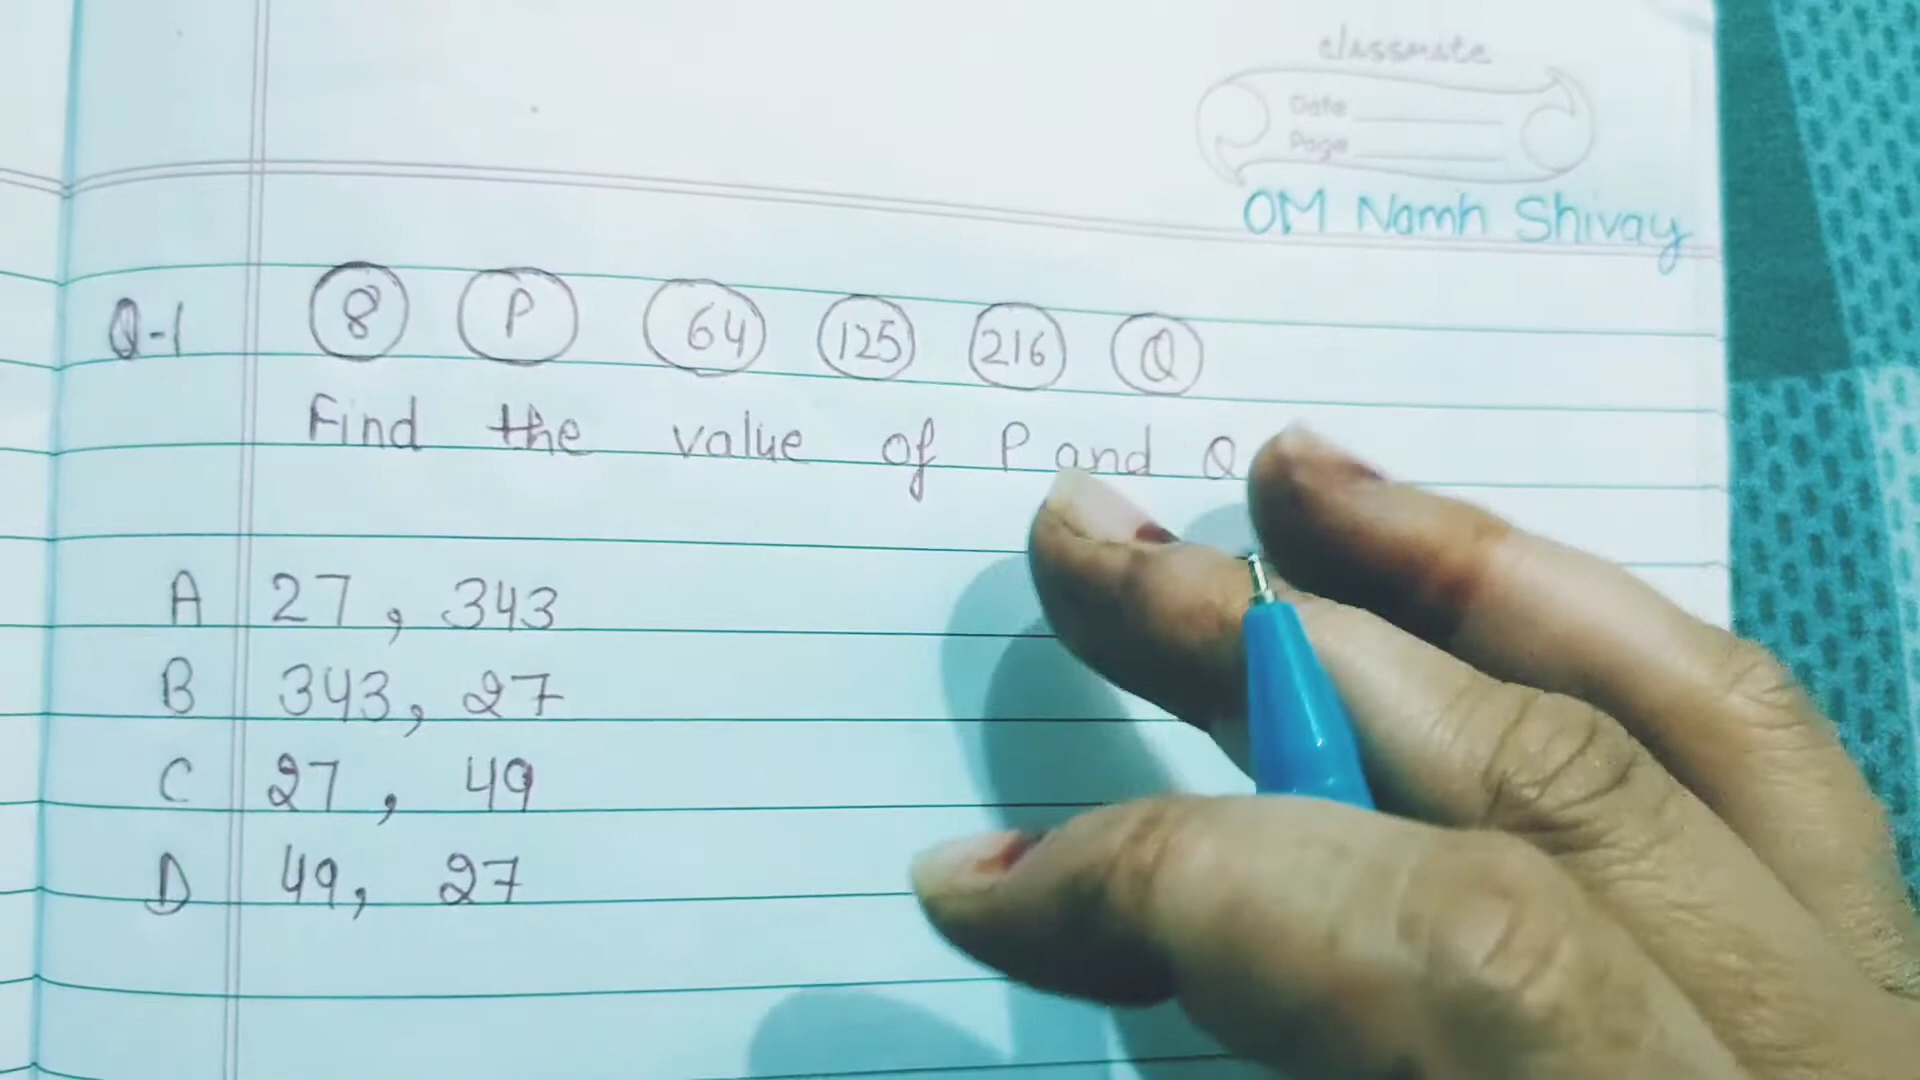 classmate
Date
Page
OM Namh Shivay
Q-1 8 P 64 125 216 Q
Find the value of P and Q
A 27, 343
B 343, 27
C 27, 49
D 49, 27